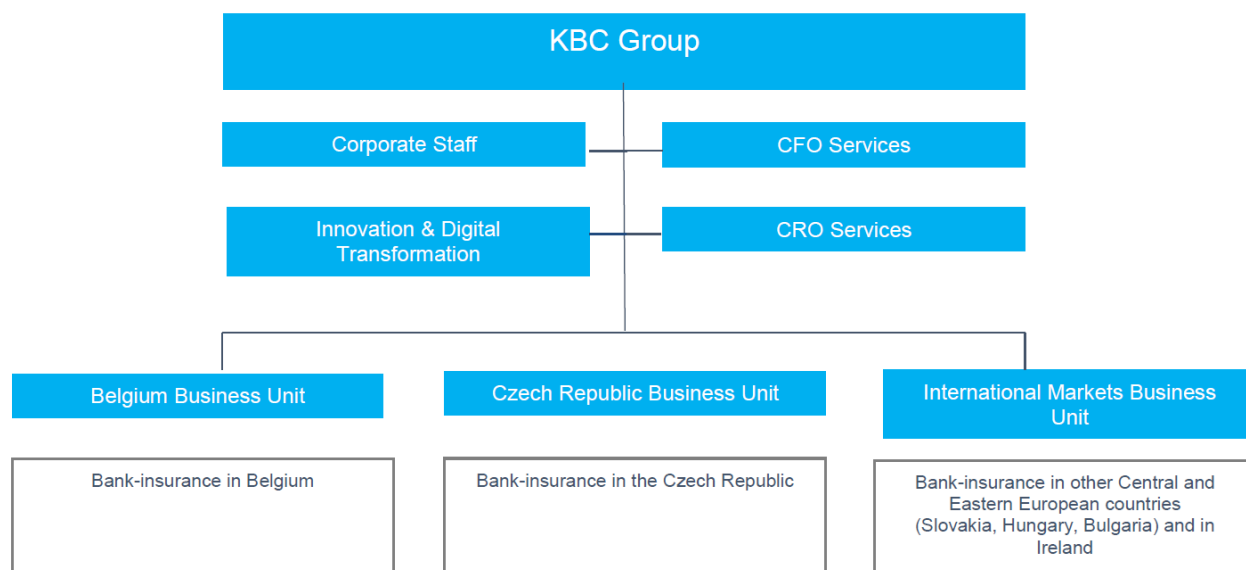 KBC Group
Corporate Staff
CFO Services
Innovation & Digital
Transformation
CRO Services
Belgium Business Unit
Czech Republic Business Unit
International Markets Business
Unit
Bank-insurance in Belgium
Bank-insurance in the Czech Republic
Bank-insurance in other Central and
Eastern European countries
(Slovakia, Hungary, Bulgaria) and in
Ireland